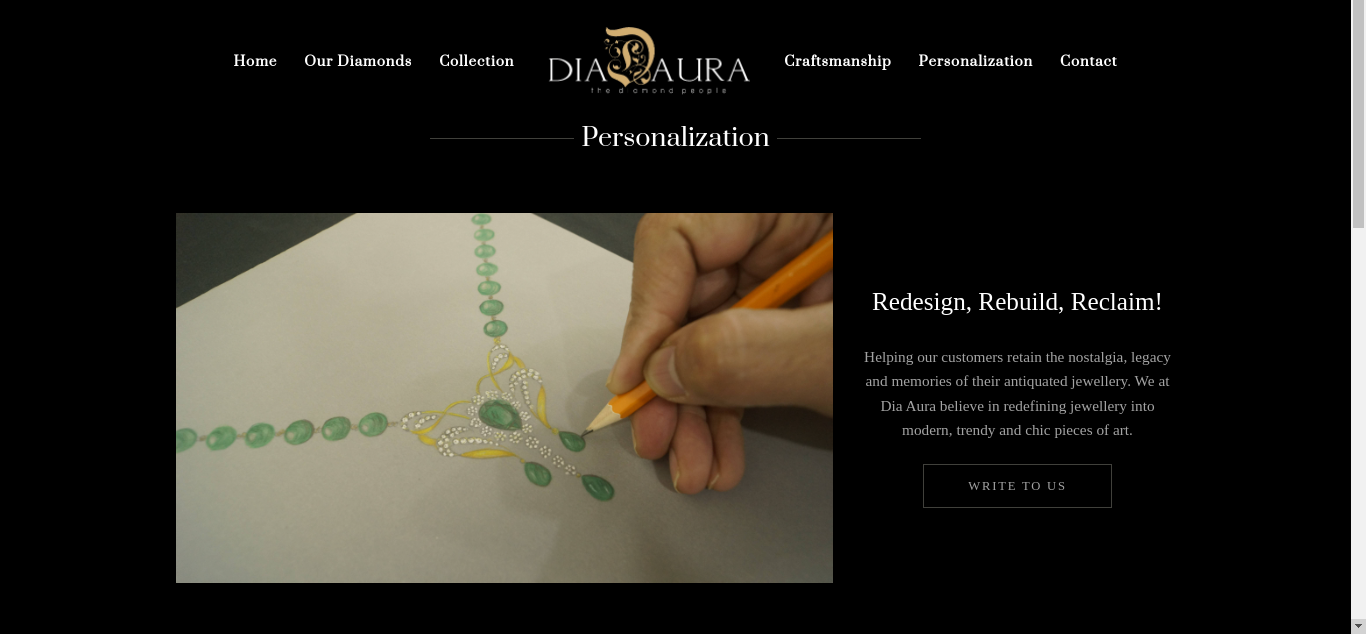 Home Our Diamonds Collection DIA AURA Craftsmanship Personalization Contact
the diamond people
Personalization
Redesign, Rebuild, Reclaim!
Helping our customers retain the nostalgia, legacy
and memories of their antiquated jewellery. We at
Dia Aura believe in redefining jewellery into
modern, trendy and chic pieces of art.
WRITE TO US